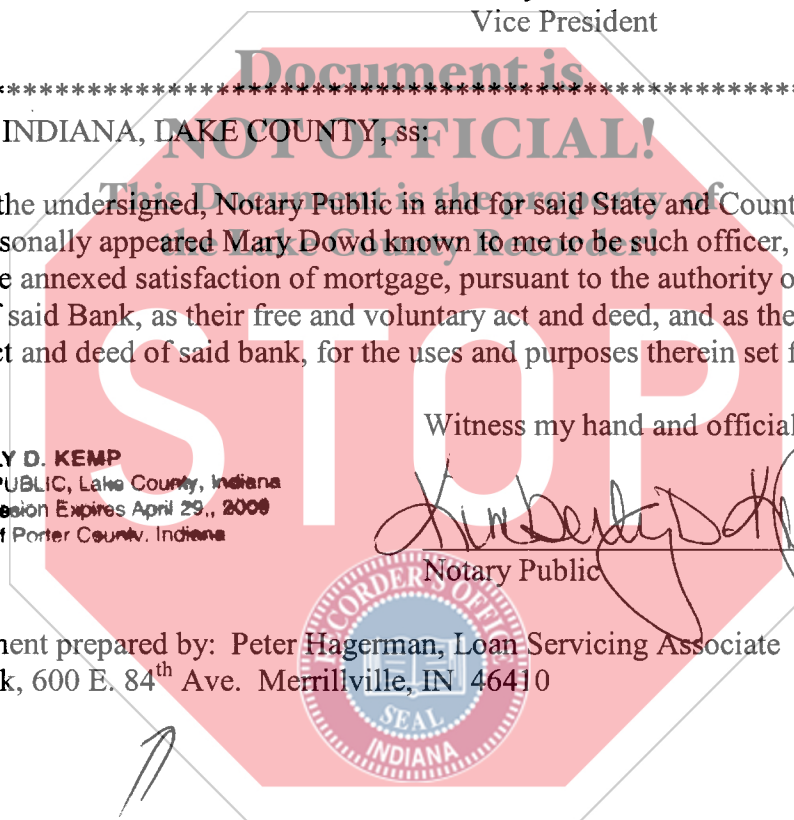 Vice President
Document is
NOT OFFICIAL!
INDIANA, LAKE COUNTY, ss:
This Document is the property of
the Lake County Recorder!
the undersigned, Notary Public in and for said State and Count
sonally appeared Mary Dowd known to me to be such officer,
e annexed satisfaction of mortgage, pursuant to the authority o
f said Bank, as their free and voluntary act and deed, and as the
ct and deed of said bank, for the uses and purposes therein set f
STOP
Witness my hand and official
LY D. KEMP
PUBLIC, Lake County, Indiana
ssion Expires April 29,,
f Porter County, Indiana
Kimberly D K
Notary Public
RECORDER'S OFFICE
SEAL
INDIANA
ment prepared by: Peter Hagerman, Loan Servicing Associate
k, 600 E. 84th Ave. Merrillville, IN 46410